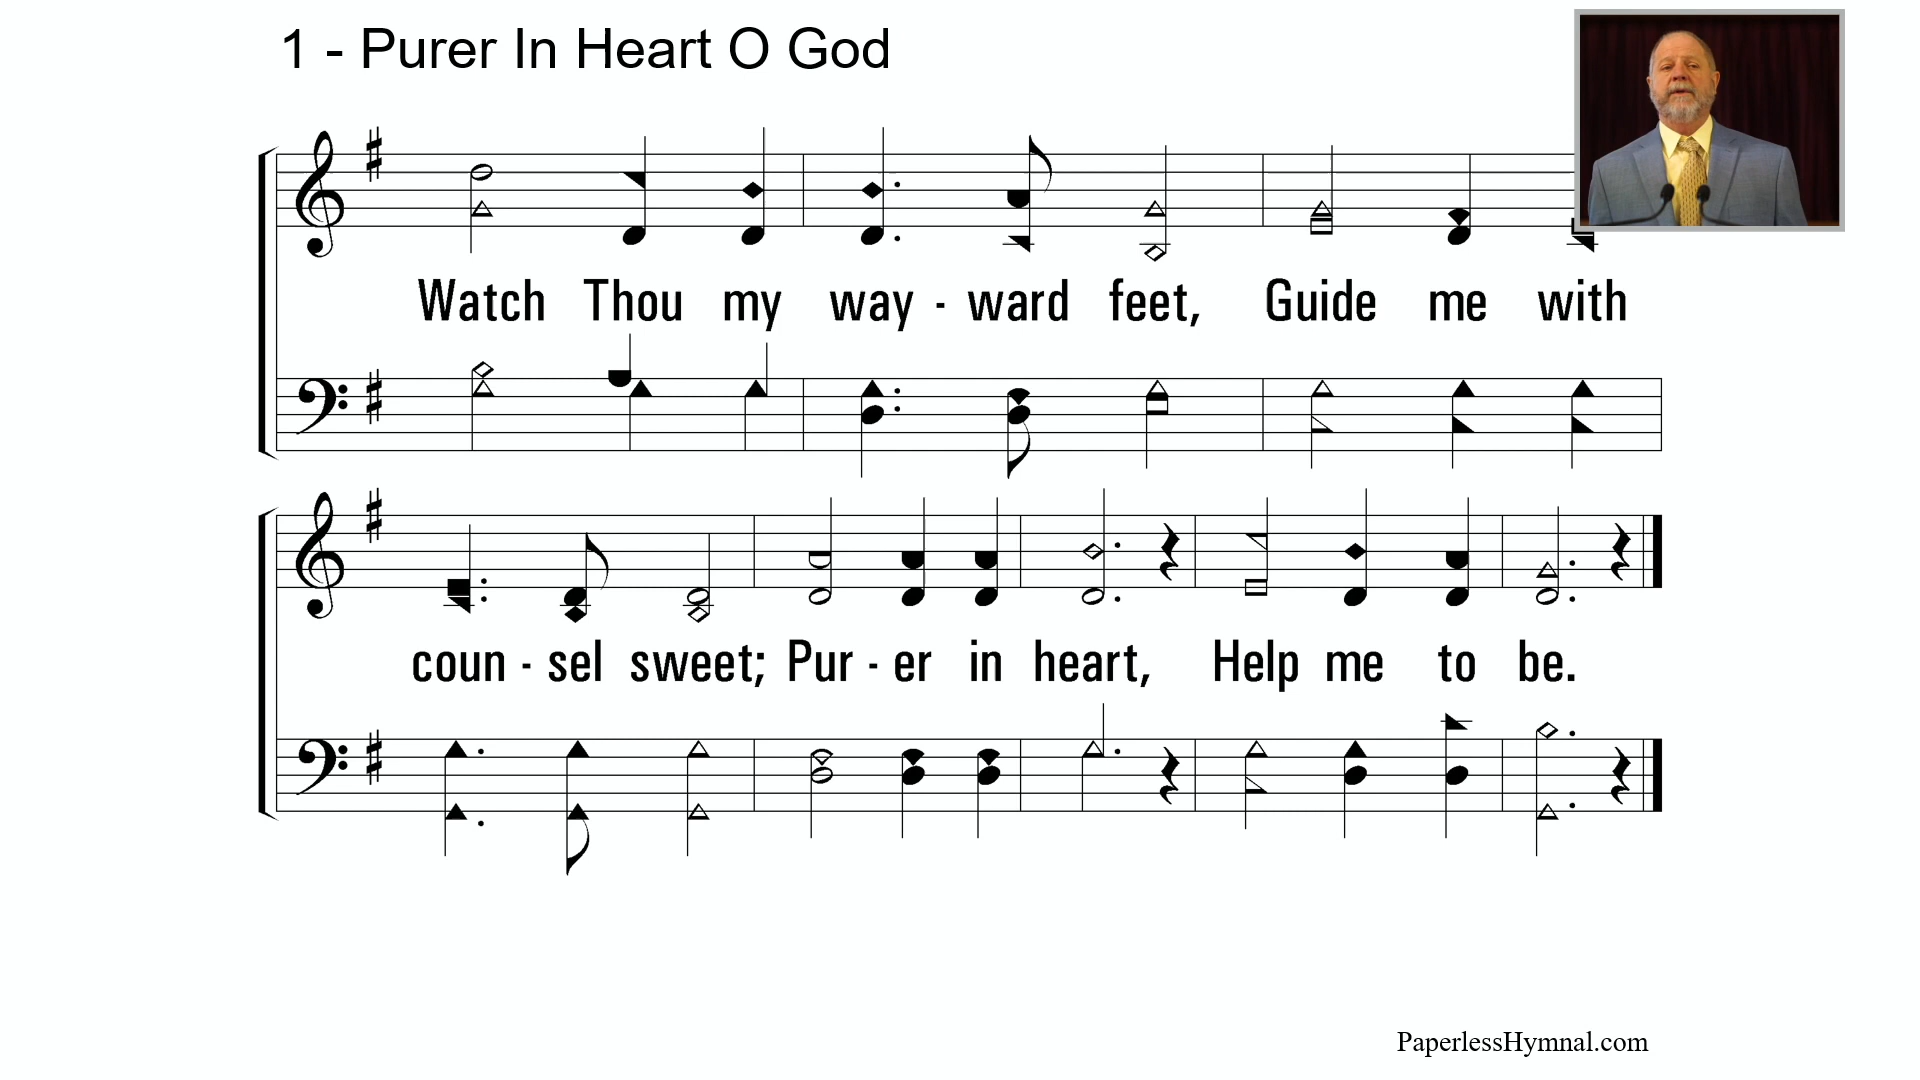 1 - Purer In Heart O God
Watch Thou my way - ward feet, Guide me with
coun - sel sweet; Pur - er in heart, Help me to be.
PaperlessHymnal.com